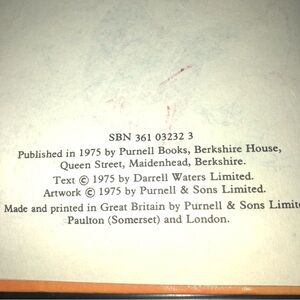 SBN 361 03232 3
Published in 1975 by Purnell Books, Berkshire House,
Queen Street, Maidenhead, Berkshire.
Text © 1975 by Darrell Waters Limited.
Artwork © 1975 by Purnell & Sons Limited.
Made and printed in Great Britain by Purnell & Sons Limite
Paulton (Somerset) and London.